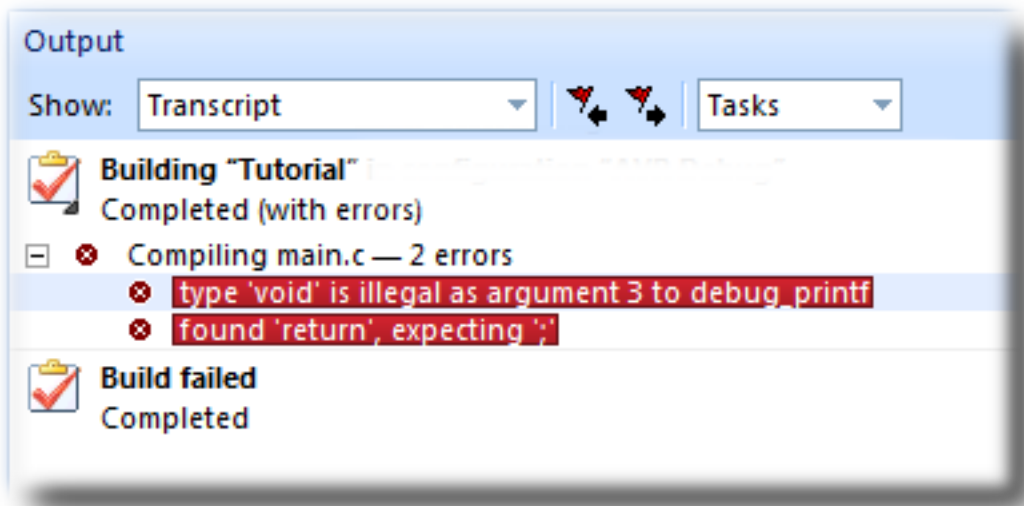 Output
Show: Transcript Tasks
Building “Tutorial”
Completed (with errors)
Compiling main.c — 2 errors
type 'void' is illegal as argument 3 to debug_printf
found 'return', expecting ';'
Build failed
Completed